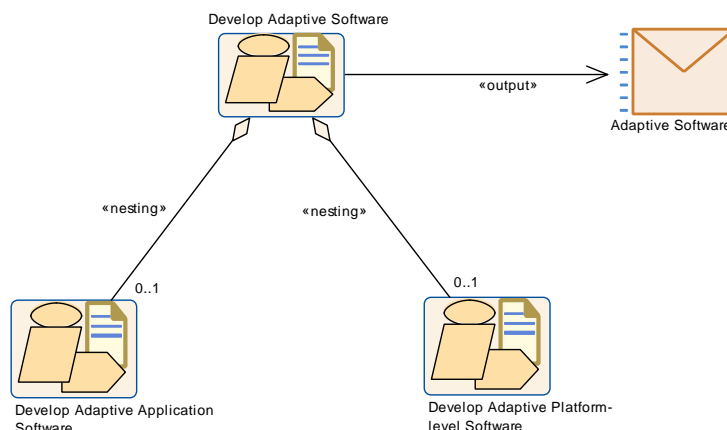 Develop Adaptive Software
«output»
Adaptive Software
«nesting»
«nesting»
0..1
0..1
Develop Adaptive Application
Software
Develop Adaptive Platform-
level Software